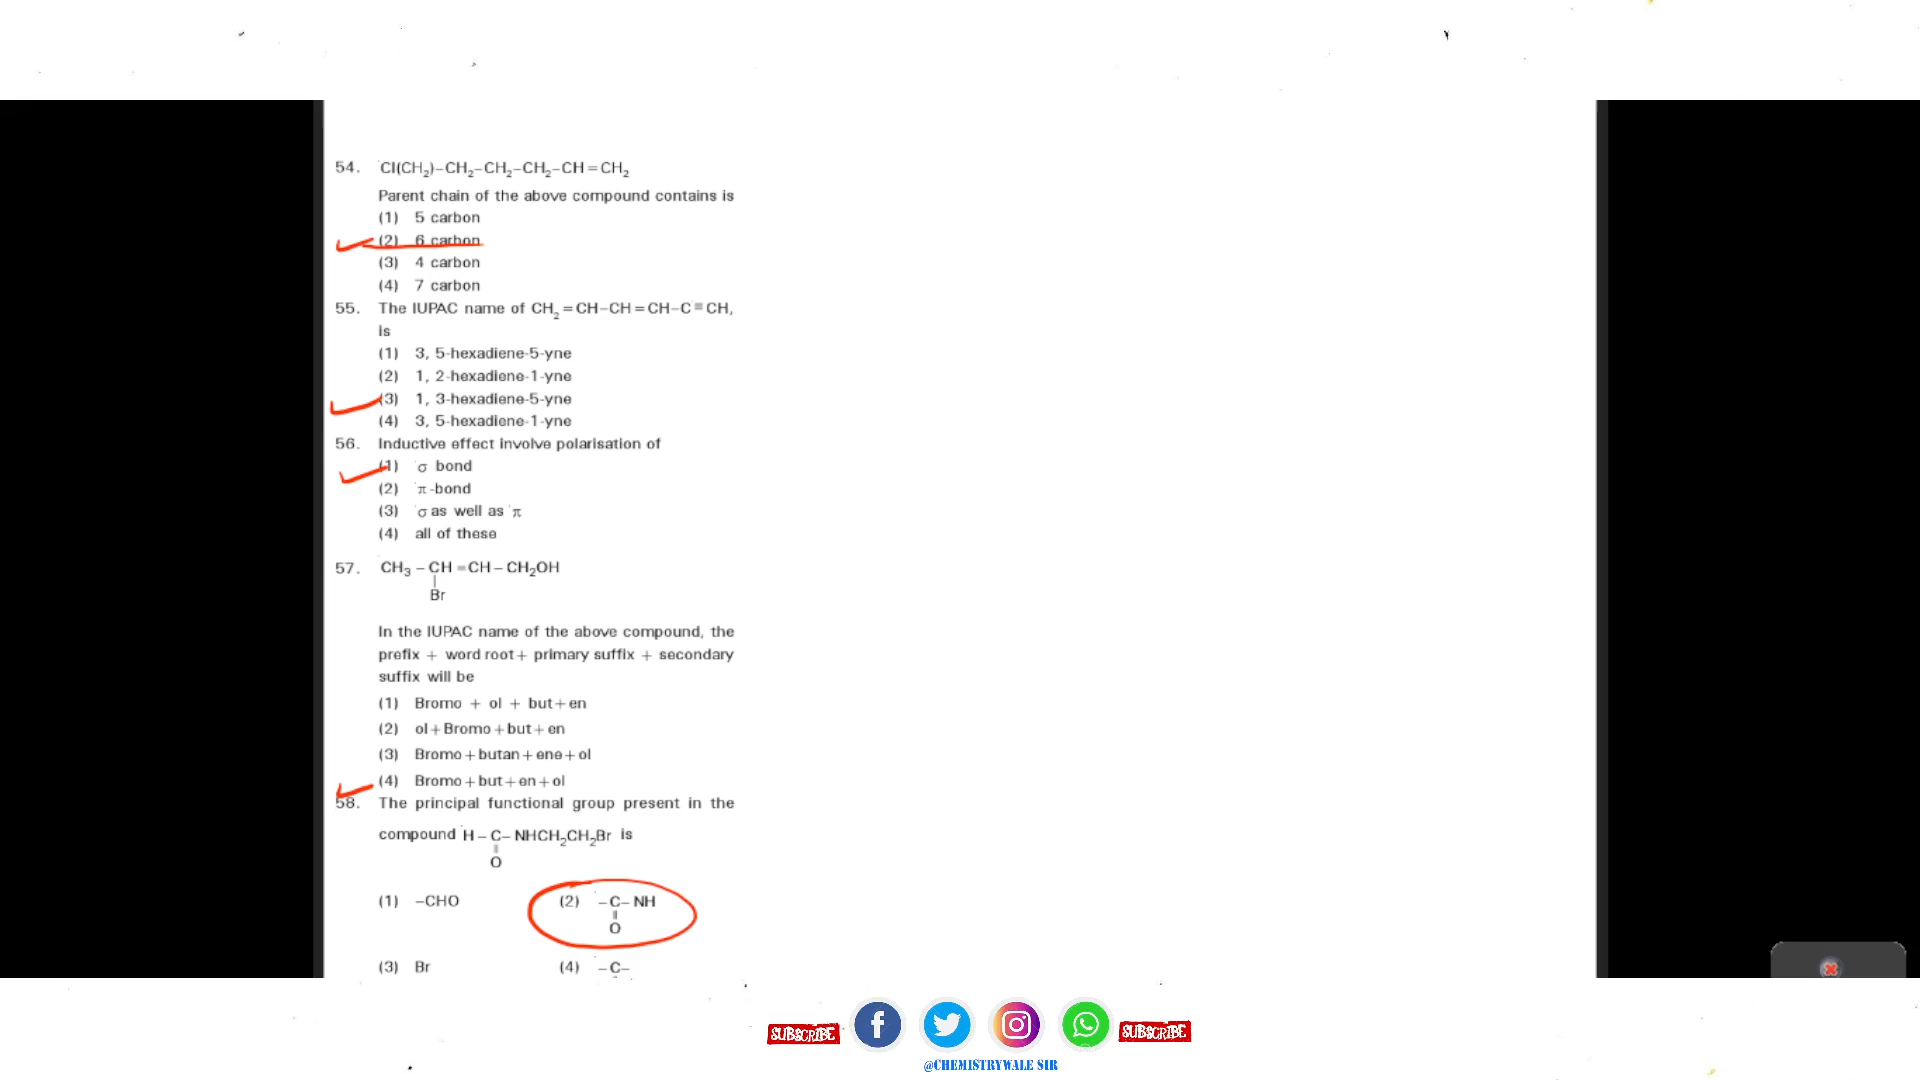 54. Cl(CH₂)–CH₂–CH₂–CH₂–CH=CH₂
Parent chain of the above compound contains is
(1) 5 carbon
(2) 6 carbon
(3) 4 carbon
(4) 7 carbon
55. The IUPAC name of CH₂=CH–CH=CH–C≡CH,
is
(1) 3, 5-hexadiene-5-yne
(2) 1, 2-hexadiene-1-yne
(3) 1, 3-hexadiene-5-yne
(4) 3, 5-hexadiene-1-yne
56. Inductive effect involve polarisation of
(1) σ bond
(2) π-bond
(3) σ as well as π
(4) all of these
57. CH₃ – CH = CH – CH₂OH
|
Br
In the IUPAC name of the above compound, the
prefix + word root+ primary suffix + secondary
suffix will be
(1) Bromo + ol + but+en
(2) ol+Bromo+but+en
(3) Bromo+butan+ene+ol
(4) Bromo+but+en+ol
58. The principal functional group present in the
compound H – C– NHCH₂CH₂Br is
||
O
(1) –CHO (2) –C– NH
||
O
(3) Br (4) –C–
SUBSCRIBE SUBSCRIBE
@CHEMISTRYWALE SIR